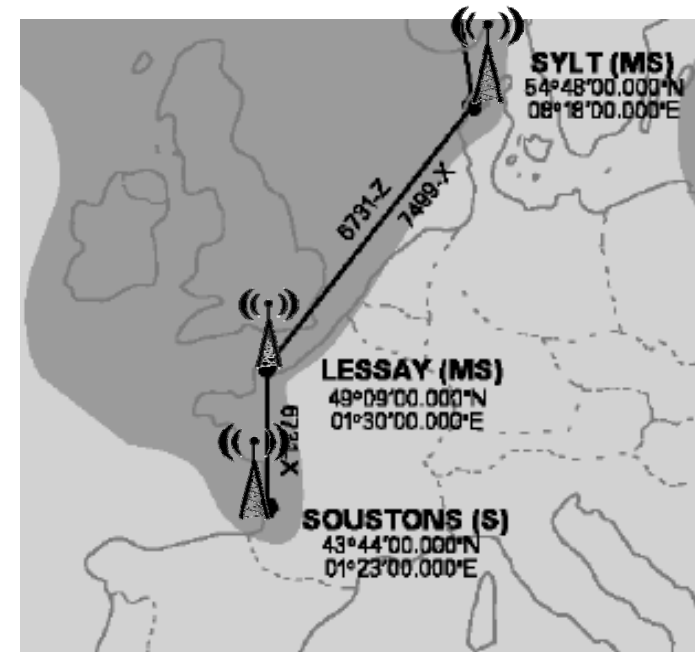 SYLT (MS)
54°48'00.000"N
08°18'00.000"E
6731-Z
7499-X
LESSAY (MS)
49°09'00.000"N
01°30'00.000"E
6731-X
SOUSTONS (S)
43°44'00.000"N
01°23'00.000"E